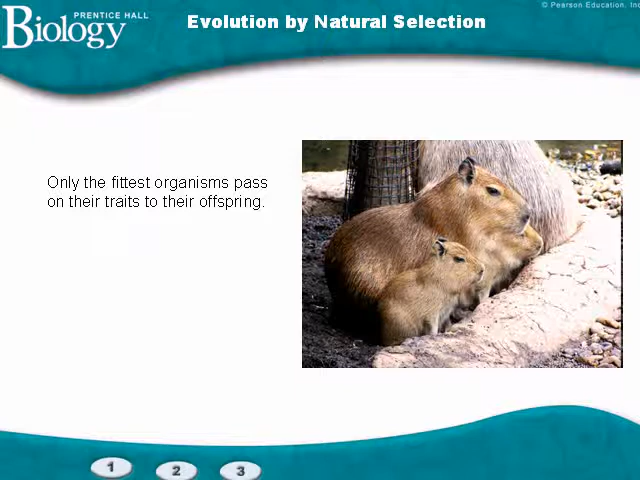 PRENTICE HALL
Biology
Evolution by Natural Selection
© Pearson Education, Inc
Only the fittest organisms pass
on their traits to their offspring.
1
2
3